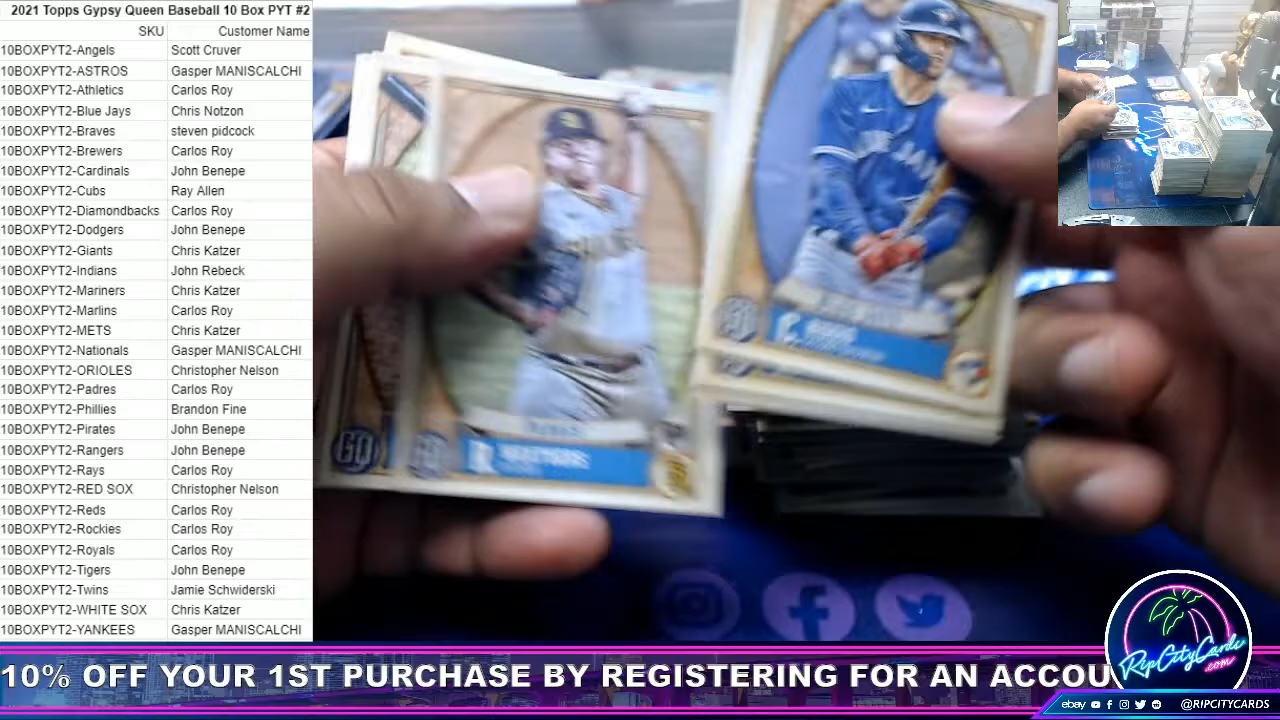 2021 Topps Gypsy Queen Baseball 10 Box PYT #2
SKU Customer Name
10BOXPYT2-Angels Scott Cruver
10BOXPYT2-ASTROS Gasper MANISCALCHI
10BOXPYT2-Athletics Carlos Roy
10BOXPYT2-Blue Jays Chris Notzon
10BOXPYT2-Braves steven pidcock
10BOXPYT2-Brewers Carlos Roy
10BOXPYT2-Cardinals John Benepe
10BOXPYT2-Cubs Ray Allen
10BOXPYT2-Diamondbacks Carlos Roy
10BOXPYT2-Dodgers John Benepe
10BOXPYT2-Giants Chris Katzer
10BOXPYT2-Indians John Rebeck
10BOXPYT2-Mariners Chris Katzer
10BOXPYT2-Marlins Carlos Roy
10BOXPYT2-METS Chris Katzer
10BOXPYT2-Nationals Gasper MANISCALCHI
10BOXPYT2-ORIOLES Christopher Nelson
10BOXPYT2-Padres Carlos Roy
10BOXPYT2-Phillies Brandon Fine
10BOXPYT2-Pirates John Benepe
10BOXPYT2-Rangers John Benepe
10BOXPYT2-Rays Carlos Roy
10BOXPYT2-RED SOX Christopher Nelson
10BOXPYT2-Reds Carlos Roy
10BOXPYT2-Rockies Carlos Roy
10BOXPYT2-Royals Carlos Roy
10BOXPYT2-Tigers John Benepe
10BOXPYT2-Twins Jamie Schwiderski
10BOXPYT2-WHITE SOX Chris Katzer
10BOXPYT2-YANKEES Gasper MANISCALCHI
GQ
GQ
GQ
10% OFF YOUR 1ST PURCHASE BY REGISTERING FOR AN ACCOU
RipCityCards
.com
ebay @RIPCITYCARDS